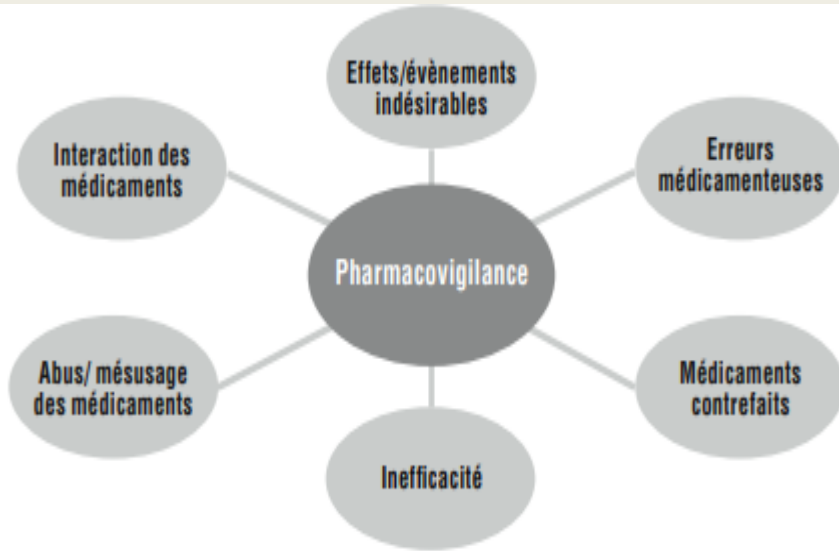 Effets/évènements
indésirables
Interaction des
médicaments
Erreurs
médicamenteuses
Pharmacovigilance
Abus/ mésusage
des médicaments
Médicaments
contrefaits
Inefficacité